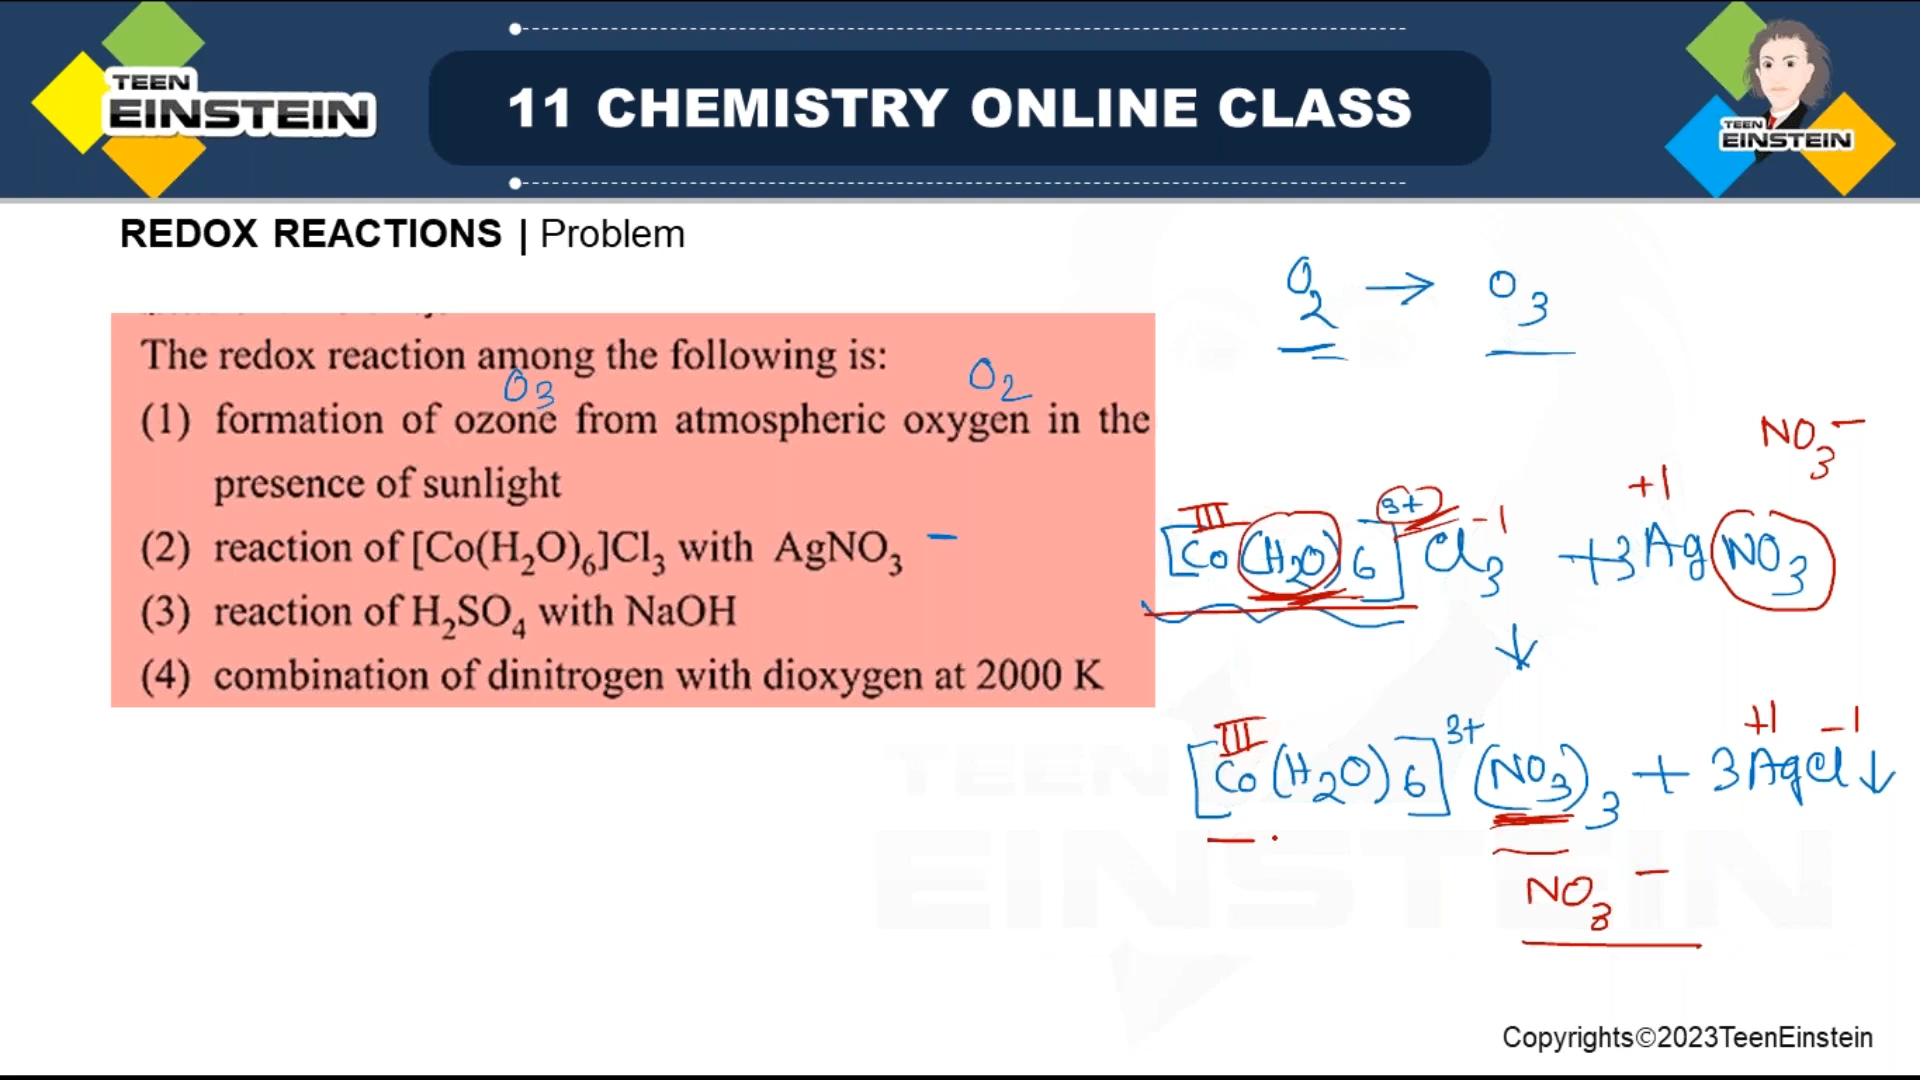 TEEN
EINSTEIN
11 CHEMISTRY ONLINE CLASS
TEEN
EINSTEIN
REDOX REACTIONS | Problem
The redox reaction among the following is:
O₃ O₂
(1) formation of ozone from atmospheric oxygen in the
presence of sunlight
(2) reaction of [Co(H₂O)₆]Cl₃ with AgNO₃ –
(3) reaction of H₂SO₄ with NaOH
(4) combination of dinitrogen with dioxygen at 2000 K
O₂ → O₃
NO₃⁻
III 3+ -1 +1
[Co(H₂O)6]Cl₃ +3AgNO₃
↓
III 3+ +1 -1
[Co(H₂O)6](NO₃)₃ + 3AgCl↓
NO₃⁻
TEEN
EINSTEIN
Copyrights©2023TeenEinstein